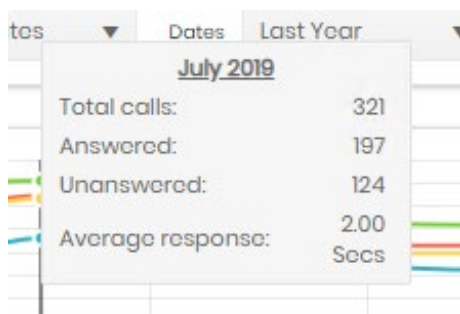 tes ▼ Dates Last Year ▼
July 2019
Total calls: 321
Answered: 197
Unanswered: 124
Average response: 2.00
Secs